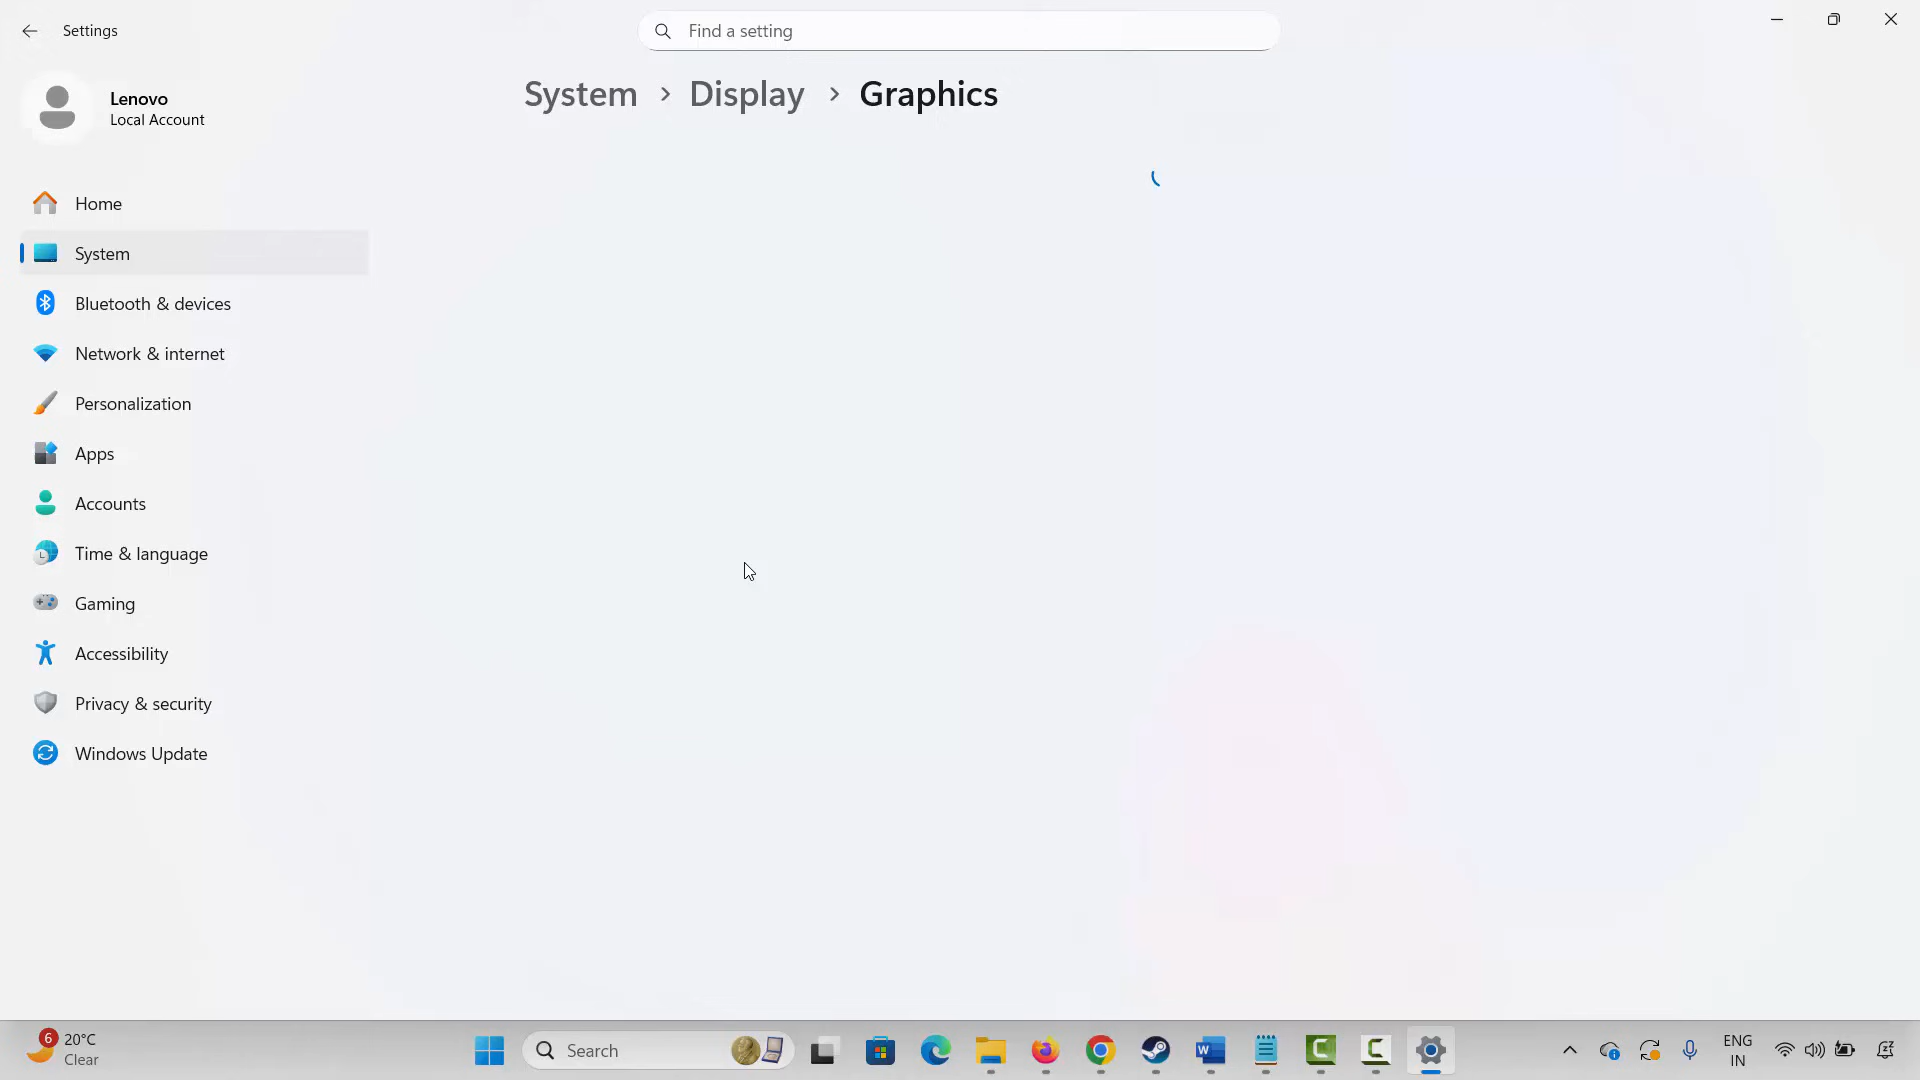 Settings
Find a setting
Lenovo
Local Account
System > Display > Graphics
Home
System
Bluetooth & devices
Network & internet
Personalization
Apps
Accounts
Time & language
Gaming
Accessibility
Privacy & security
Windows Update
6
20°C
Clear
Search
ENG
IN